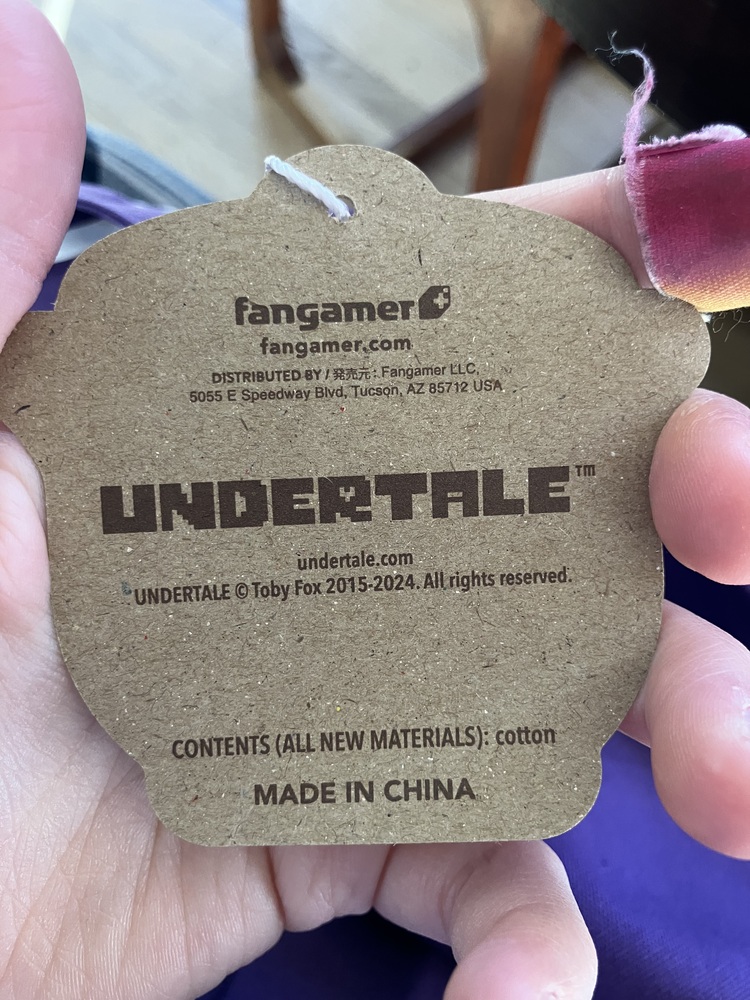 fangamer
fangamer.com
DISTRIBUTED BY / 発売元 : Fangamer LLC,
5055 E Speedway Blvd, Tucson, AZ 85712 USA
UNDERTALE™
undertale.com
UNDERTALE © Toby Fox 2015-2024. All rights reserved.
CONTENTS (ALL NEW MATERIALS): cotton
MADE IN CHINA